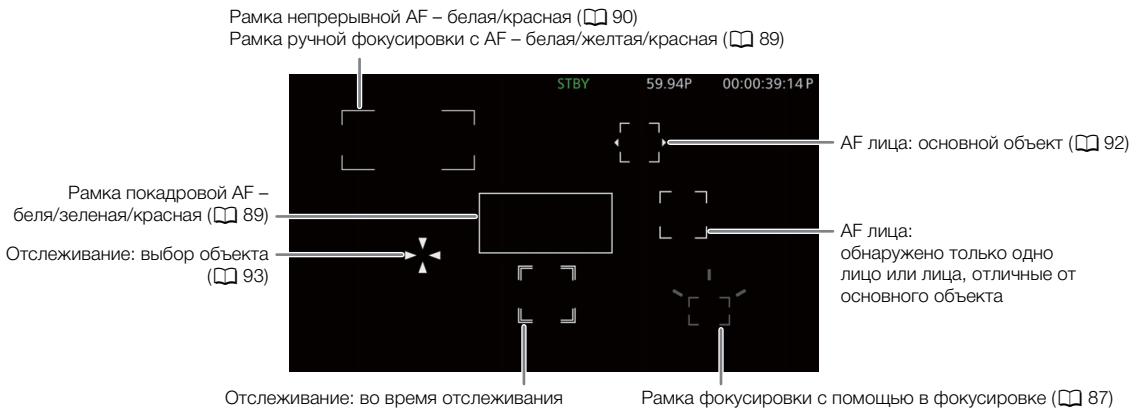 Рамка непрерывной AF – белая/красная (📖 90)
Рамка ручной фокусировки с AF – белая/желтая/красная (📖 89)
STBY 59.94P 00:00:39:14 P
AF лица: основной объект (📖 92)
Рамка покадровой AF –
беля/зеленая/красная (📖 89)
AF лица:
обнаружено только одно
лицо или лица, отличные от
основного объекта
Отслеживание: выбор объекта
(📖 93)
Отслеживание: во время отслеживания
Рамка фокусировки с помощью в фокусировке (📖 87)